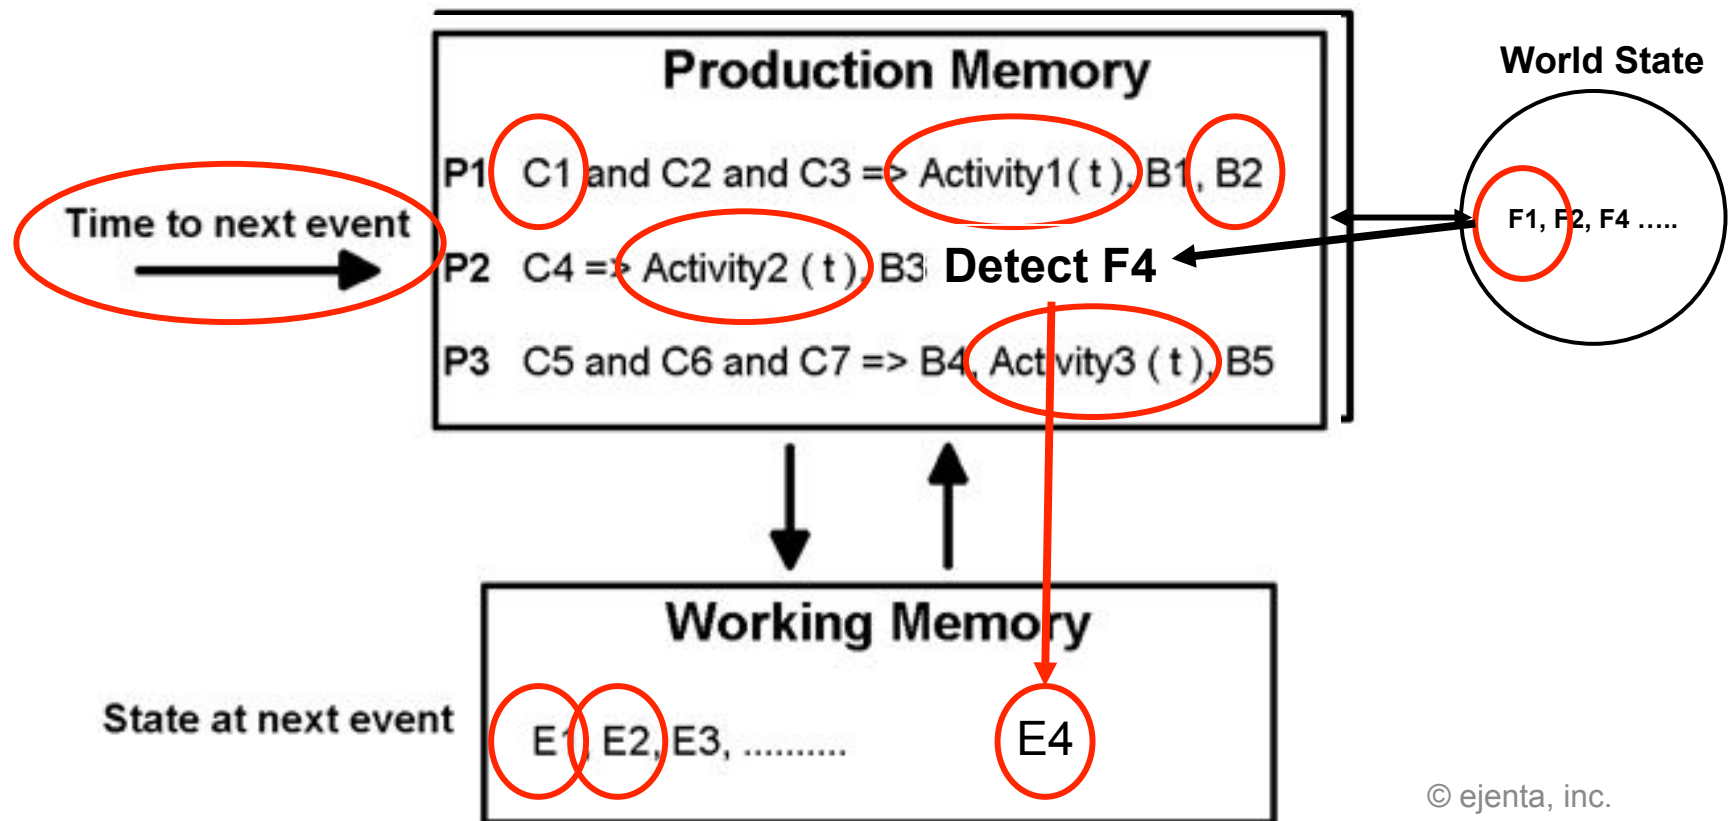 Production Memory
World State
P1 C1 and C2 and C3 => Activity1( t ), B1, B2
Time to next event
F1, F2, F4 .....
P2 C4 => Activity2 ( t ), B3
Detect F4
P3 C5 and C6 and C7 => B4, Activity3 ( t ), B5
Working Memory
State at next event
E1, E2, E3, ..........
E4
© ejenta, inc.